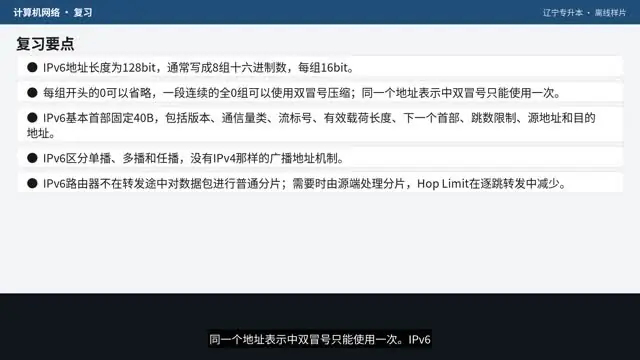 计算机网络 • 复习
辽宁专升本 • 离线样片
复习要点
● IPv6地址长度为128bit，通常写成8组十六进制数，每组16bit。
● 每组开头的0可以省略，一段连续的全0组可以使用双冒号压缩；同一个地址表示中双冒号只能使用一次。
● IPv6基本首部固定40B，包括版本、通信量类、流标号、有效载荷长度、下一个首部、跳数限制、源地址和目的
地址。
● IPv6区分单播、多播和任播，没有IPv4那样的广播地址机制。
● IPv6路由器不在转发途中对数据包进行普通分片；需要时由源端处理分片，Hop Limit在逐跳转发中减少。
同一个地址表示中双冒号只能使用一次。IPv6